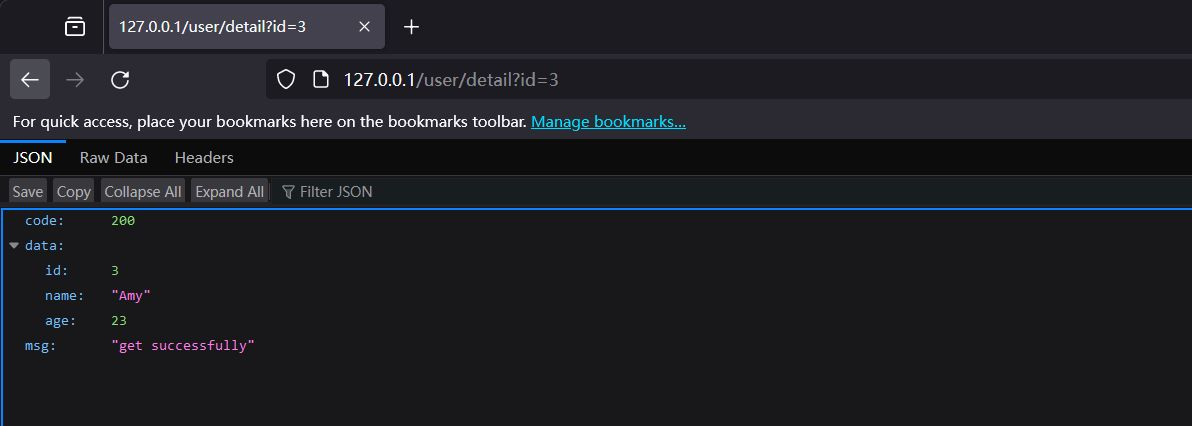 127.0.0.1/user/detail?id=3
127.0.0.1/user/detail?id=3
For quick access, place your bookmarks here on the bookmarks toolbar. Manage bookmarks...
JSON Raw Data Headers
Save Copy Collapse All Expand All Filter JSON
code: 200
data:
id: 3
name: "Amy"
age: 23
msg: "get successfully"